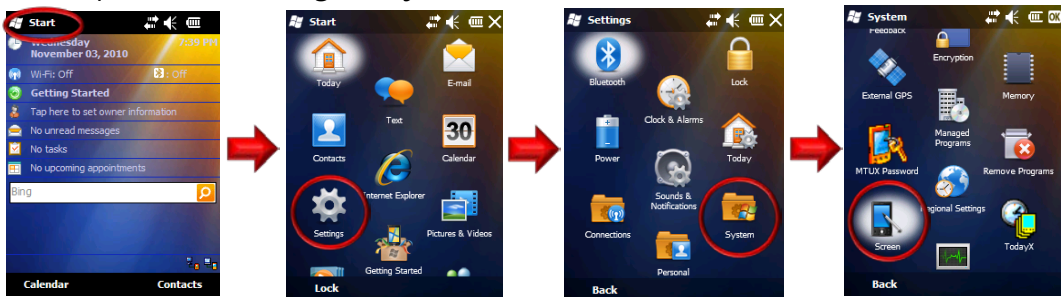 Start
Wednesday
November 03, 2010
Wi-Fi: Off
: Off
Getting Started
Tap here to set owner information
No unread messages
No tasks
No upcoming appointments
Bing
Calendar
Contacts
Start
Today
Text
E-mail
Contacts
30
Calendar
Internet Explorer
Settings
Pictures & Videos
Getting Started
Lock
Settings
Bluetooth
Lock
Clock & Alarms
Power
Today
Sounds &
Notifications
Connections
System
Personal
Back
System
OK
Feedback
Encryption
External GPS
Memory
Managed
Programs
MTUX Password
Remove Programs
Regional Settings
Screen
TodayX
Back